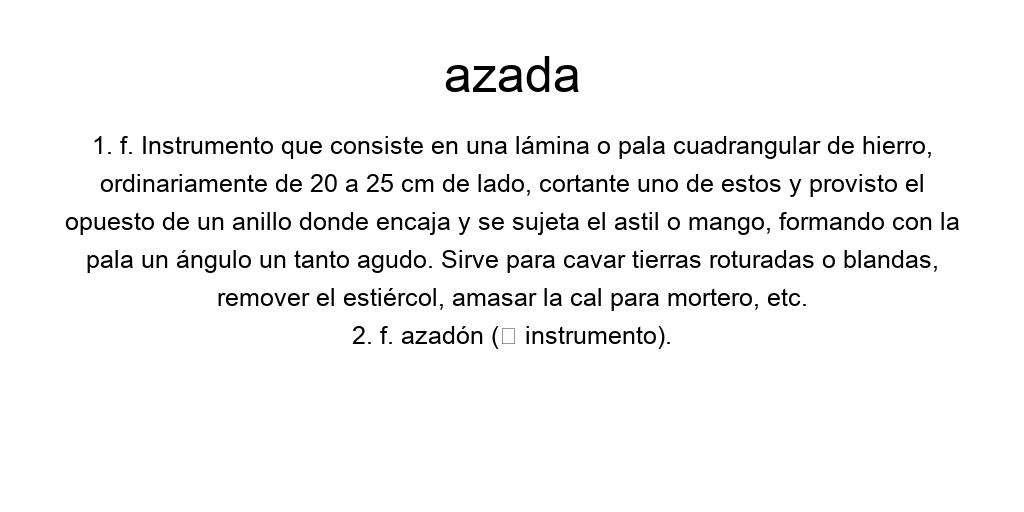 azada
1. f. Instrumento que consiste en una lámina o pala cuadrangular de hierro,
ordinariamente de 20 a 25 cm de lado, cortante uno de estos y provisto el
opuesto de un anillo donde encaja y se sujeta el astil o mango, formando con la
pala un ángulo un tanto agudo. Sirve para cavar tierras roturadas o blandas,
remover el estiércol, amasar la cal para mortero, etc.
2. f. azadón (□ instrumento).